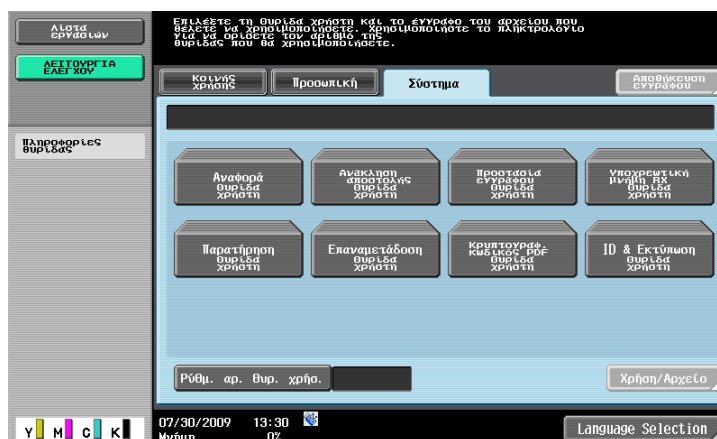 Λίστα
εργασιών
Επιλέξτε τη θυρίδα χρήστη και το έγγραφο του αρχείου που
θέλετε να χρησιμοποιήσετε. Χρησιμοποιήστε το πληκτρολόγιο
για να ορίσετε τον αριθμό της
θυρίδας που θα χρησιμοποιήσετε.
ΛΕΙΤΟΥΡΓΙΑ
ΕΛΕΓΧΟΥ
Κοινής
χρήσης
Προσωπική
Σύστημα
Αποθήκευση
εγγράφου
Πληροφορίες
θυρίδας
Αναφορά
θυρίδα
χρήστη
Ανάκληση
αποστολής
θυρίδα
χρήστη
Προστασία
εγγράφου
θυρίδα
χρήστη
Υποχρεωτική
μνήμη RX
θυρίδα
χρήστη
Παρατήρηση
θυρίδα
χρήστη
Επαναμετάδοση
θυρίδα
χρήστη
Κρυπτογραφ.
κωδικός PDF
θυρίδα
χρήστη
ID & Εκτύπωση
θυρίδα
χρήστη
Ρύθμ. αρ. θυρ. χρήσ.
Χρήση/Αρχείο
Y M C K
07/30/2009 13:30
Μνήμη 0%
Language Selection